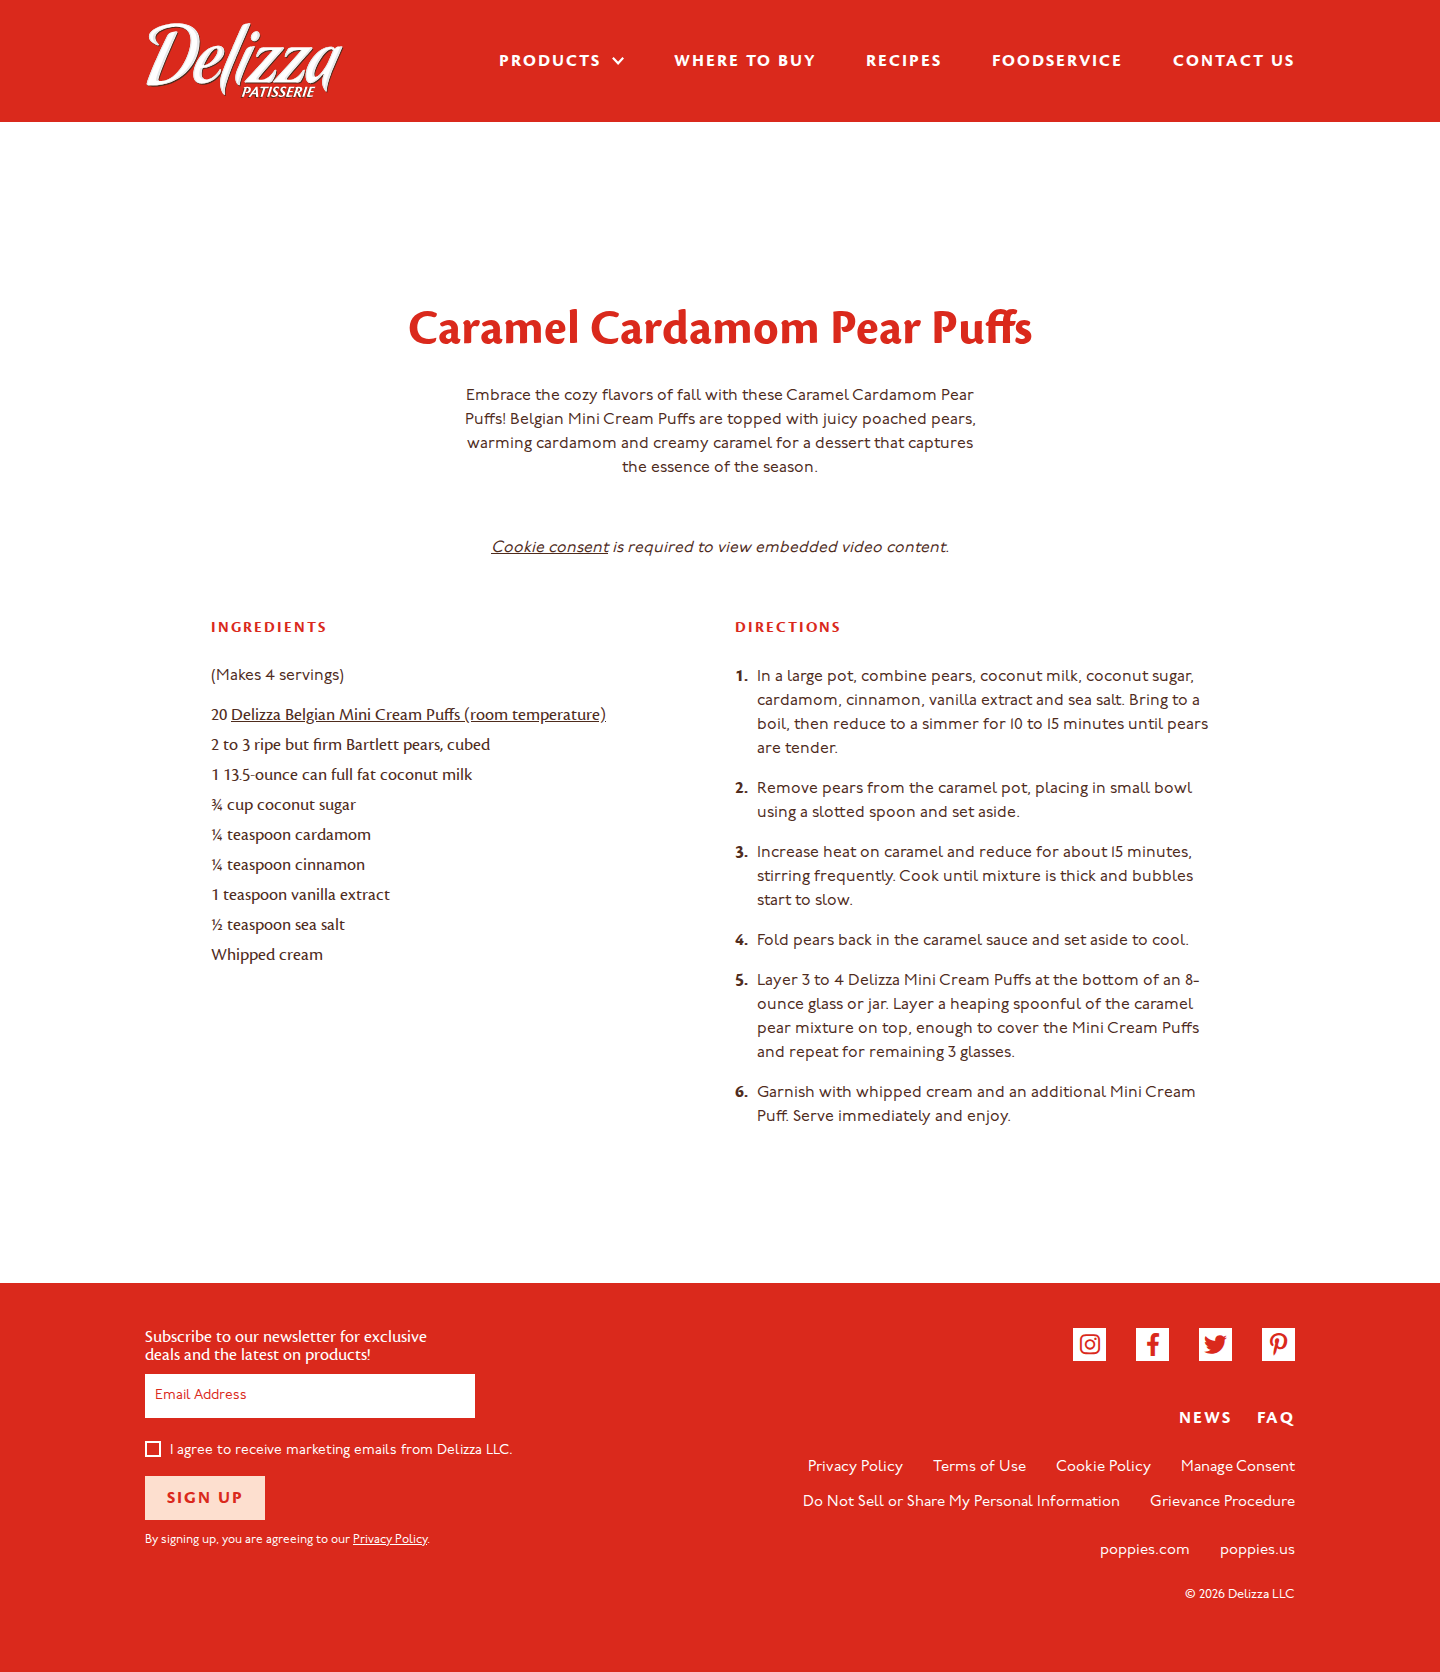 Delizza
PATISSERIE
PRODUCTS
WHERE TO BUY
RECIPES
FOODSERVICE
CONTACT US
Caramel Cardamom Pear Puffs
Embrace the cozy flavors of fall with these Caramel Cardamom Pear
Puffs! Belgian Mini Cream Puffs are topped with juicy poached pears,
warming cardamom and creamy caramel for a dessert that captures
the essence of the season.
Cookie consent is required to view embedded video content.
INGREDIENTS
(Makes 4 servings)
20 Delizza Belgian Mini Cream Puffs (room temperature)
2 to 3 ripe but firm Bartlett pears, cubed
1 13.5-ounce can full fat coconut milk
¾ cup coconut sugar
¼ teaspoon cardamom
¼ teaspoon cinnamon
1 teaspoon vanilla extract
½ teaspoon sea salt
Whipped cream
DIRECTIONS
1. In a large pot, combine pears, coconut milk, coconut sugar,
cardamom, cinnamon, vanilla extract and sea salt. Bring to a
boil, then reduce to a simmer for 10 to 15 minutes until pears
are tender.
2. Remove pears from the caramel pot, placing in small bowl
using a slotted spoon and set aside.
3. Increase heat on caramel and reduce for about 15 minutes,
stirring frequently. Cook until mixture is thick and bubbles
start to slow.
4. Fold pears back in the caramel sauce and set aside to cool.
5. Layer 3 to 4 Delizza Mini Cream Puffs at the bottom of an 8-
ounce glass or jar. Layer a heaping spoonful of the caramel
pear mixture on top, enough to cover the Mini Cream Puffs
and repeat for remaining 3 glasses.
6. Garnish with whipped cream and an additional Mini Cream
Puff. Serve immediately and enjoy.
Subscribe to our newsletter for exclusive
deals and the latest on products!
Email Address
I agree to receive marketing emails from Delizza LLC.
SIGN UP
By signing up, you are agreeing to our Privacy Policy.
NEWS
FAQ
Privacy Policy
Terms of Use
Cookie Policy
Manage Consent
Do Not Sell or Share My Personal Information
Grievance Procedure
poppies.com
poppies.us
© 2026 Delizza LLC